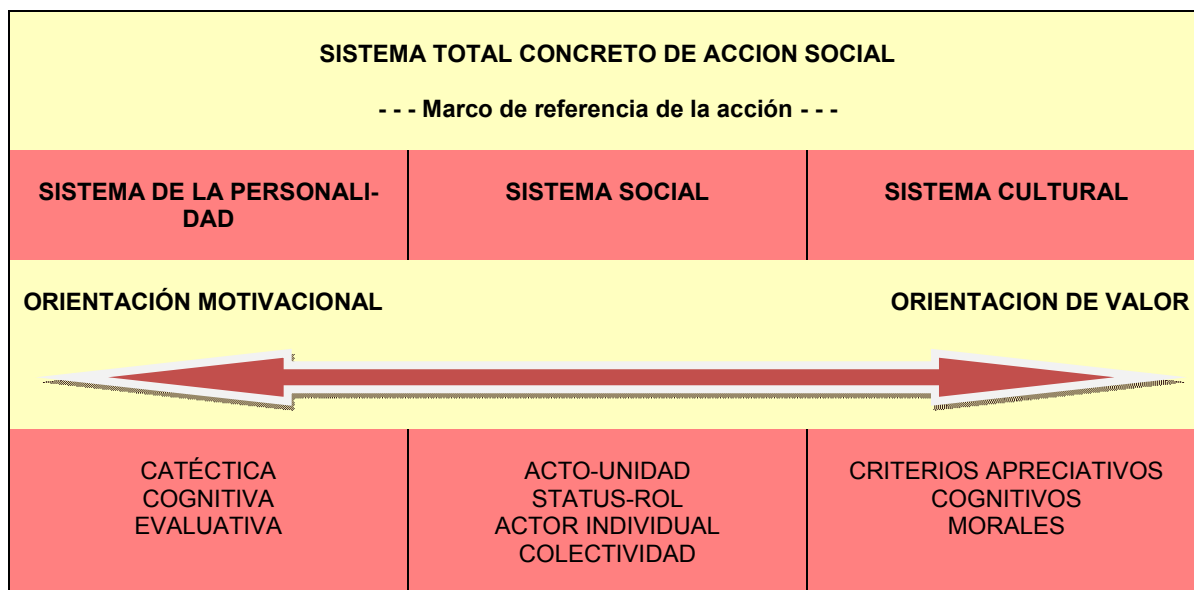 SISTEMA TOTAL CONCRETO DE ACCION SOCIAL
- - - Marco de referencia de la acción - - -
SISTEMA DE LA PERSONALI-
DAD
SISTEMA SOCIAL
SISTEMA CULTURAL
ORIENTACIÓN MOTIVACIONAL
ORIENTACION DE VALOR
CATÉCTICA
COGNITIVA
EVALUATIVA
ACTO-UNIDAD
STATUS-ROL
ACTOR INDIVIDUAL
COLECTIVIDAD
CRITERIOS APRECIATIVOS
COGNITIVOS
MORALES